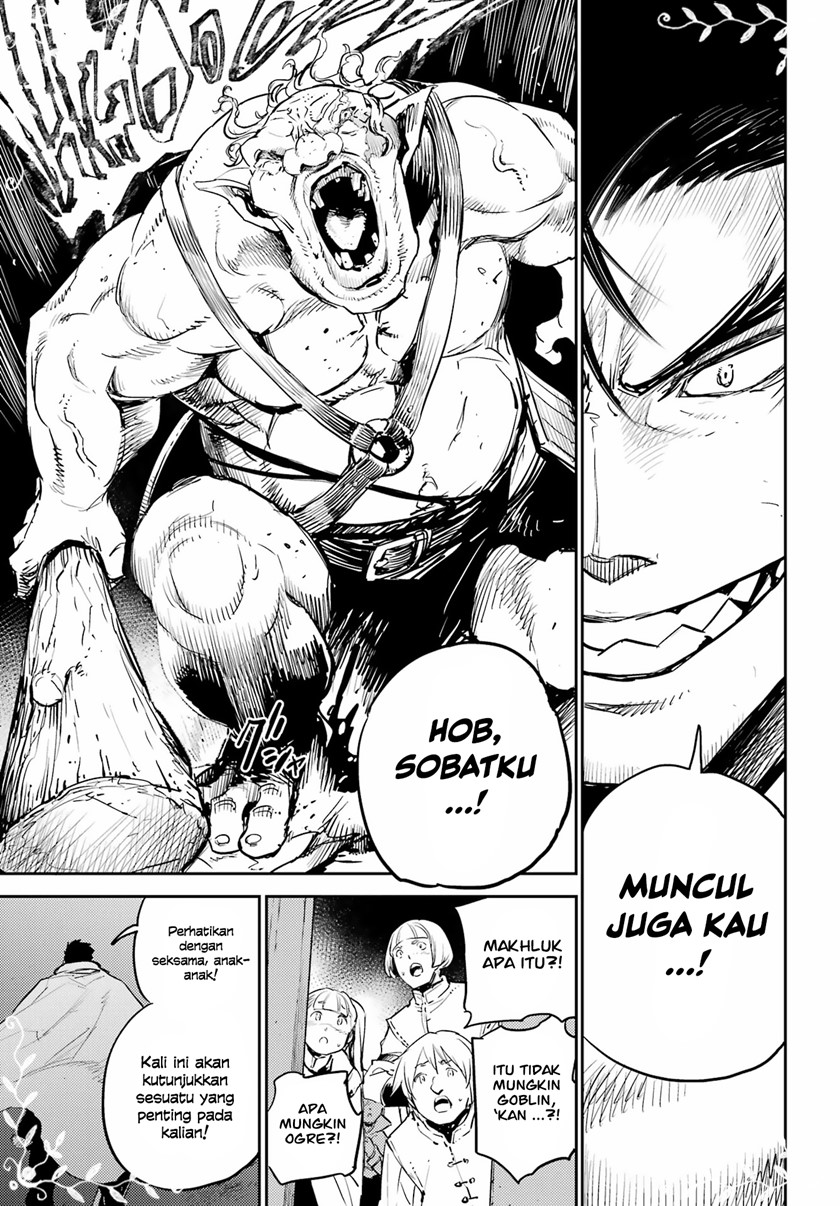 MUNCUL
JUGA KAU
...!
HOB,
SOBATKU
...!
MAKHLUK
APA ITU?!
ITU TIDAK
MUNGKIN
GOBLIN,
'KAN ...?!
APA
MUNGKIN
OGRE?!
Perhatikan
dengan
seksama, anak-
anak!
Kali ini akan
kutunjukkan
sesuatu yang
penting pada
kalian!